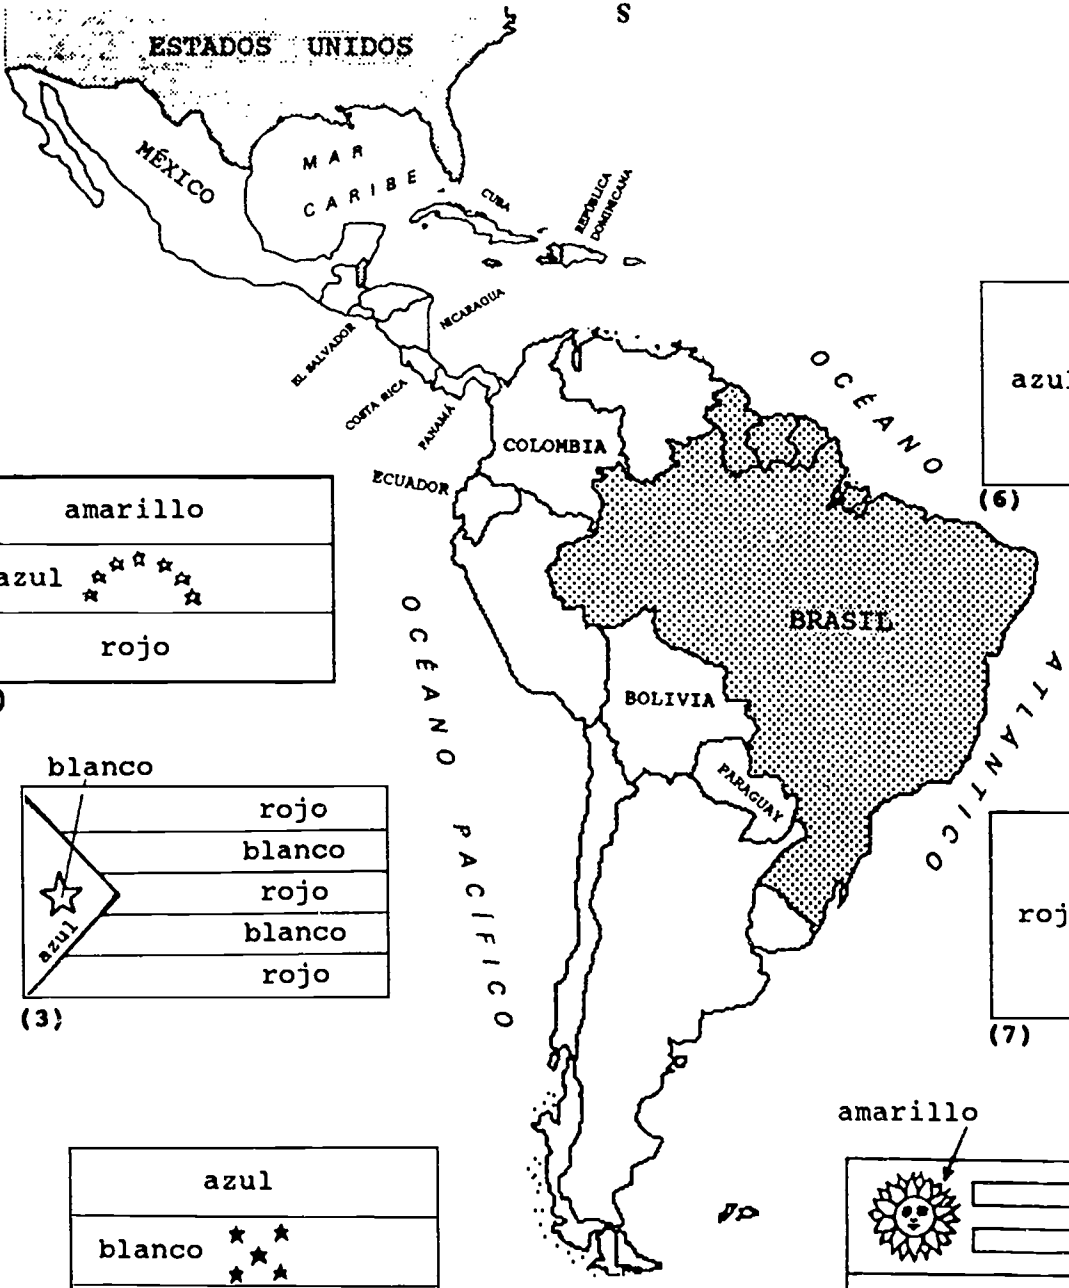 S
ESTADOS UNIDOS
MÉXICO
MAR
CARIBE
CUBA
REPÚBLICA
DOMINICANA
NICARAGUA
EL SALVADOR
COSTA RICA
PANAMÁ
OCÉANO
azul
(6)
COLOMBIA
ECUADOR
amarillo
azul
rojo
)
BRASIL
OCÉANO PACÍFICO
ATLÁNTICO
BOLIVIA
PARAGUAY
blanco
rojo
blanco
rojo
blanco
rojo
azul
(3)
roj
(7)
amarillo
azul
blanco